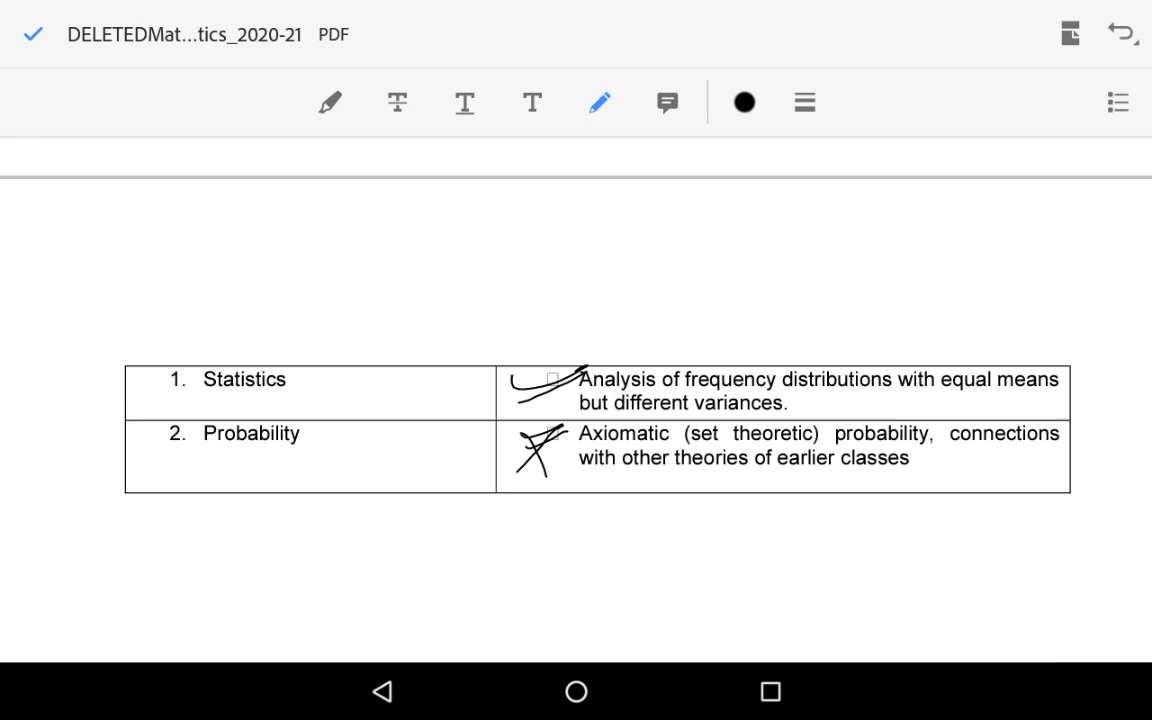 DELETEDMat...tics_2020-21 PDF
1. Statistics
Analysis of frequency distributions with equal means
but different variances.
2. Probability
Axiomatic (set theoretic) probability, connections
with other theories of earlier classes